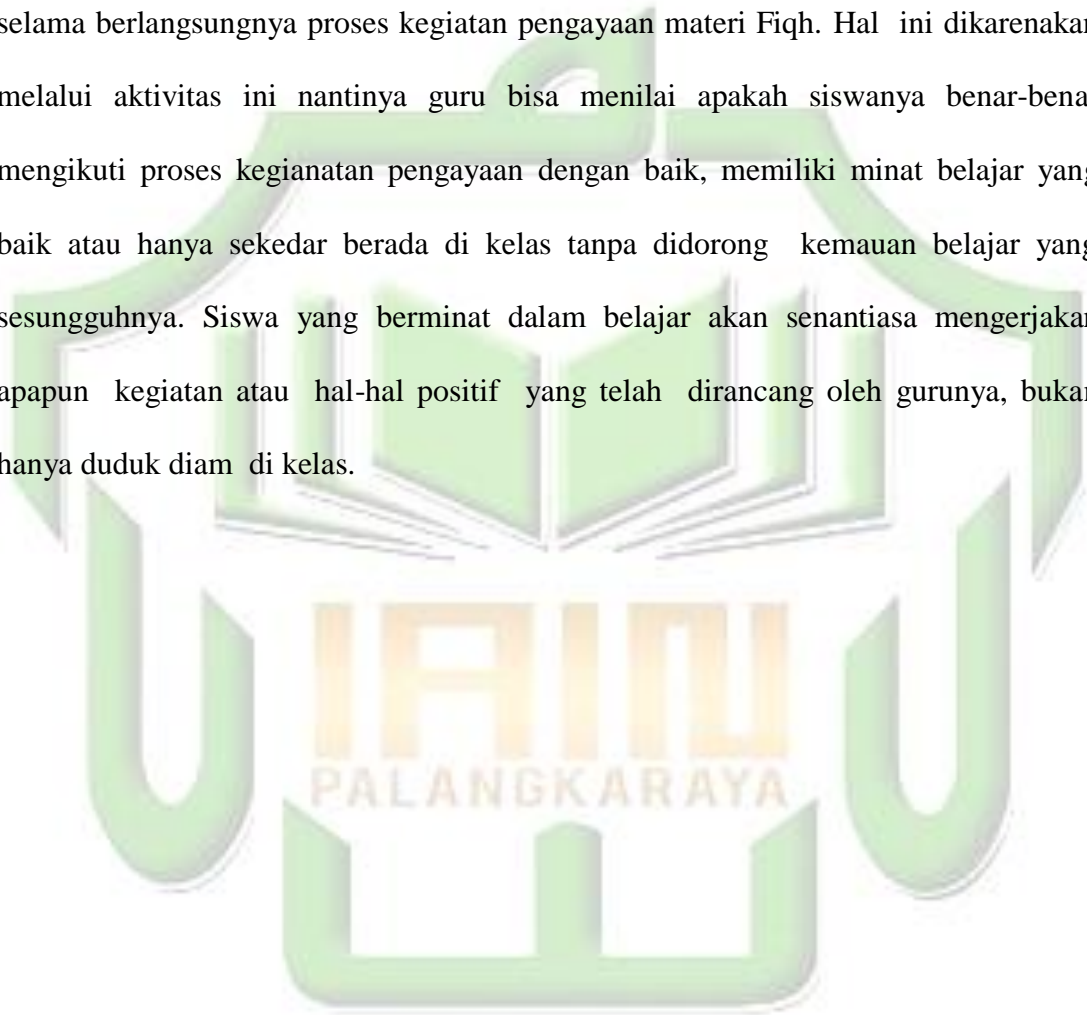 selama berlangsungnya proses kegiatan pengayaan materi Fiqh. Hal ini dikarenakan
melalui aktivitas ini nantinya guru bisa menilai apakah siswanya benar-benar
mengikuti proses kegianatan pengayaan dengan baik, memiliki minat belajar yang
baik atau hanya sekedar berada di kelas tanpa didorong kemauan belajar yang
sesungguhnya. Siswa yang berminat dalam belajar akan senantiasa mengerjakan
apapun kegiatan atau hal-hal positif yang telah dirancang oleh gurunya, bukan
hanya duduk diam di kelas.
IAIN
PALANGKARAYA